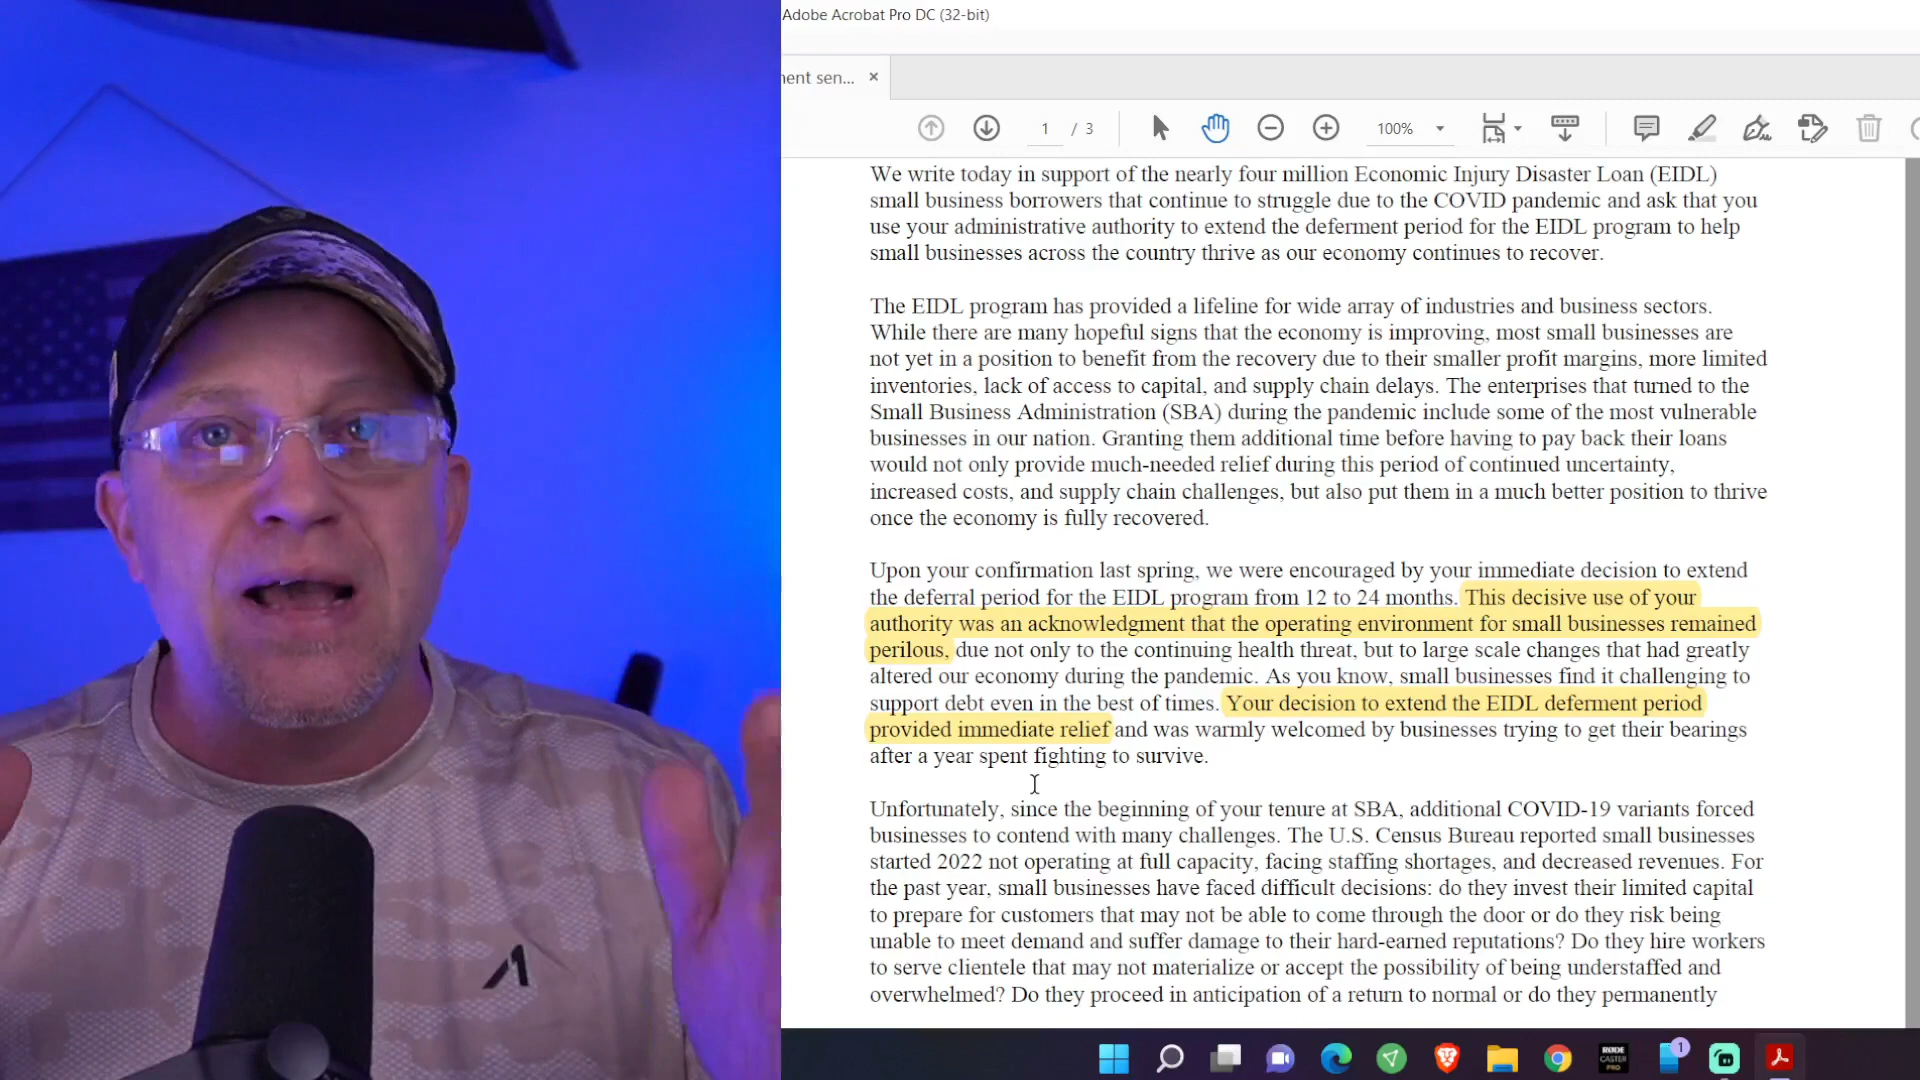 Adobe Acrobat Pro DC (32-bit)
ent sen...
1 / 3
100%
We write today in support of the nearly four million Economic Injury Disaster Loan (EIDL)
small business borrowers that continue to struggle due to the COVID pandemic and ask that you
use your administrative authority to extend the deferment period for the EIDL program to help
small businesses across the country thrive as our economy continues to recover.
The EIDL program has provided a lifeline for wide array of industries and business sectors.
While there are many hopeful signs that the economy is improving, most small businesses are
not yet in a position to benefit from the recovery due to their smaller profit margins, more limited
inventories, lack of access to capital, and supply chain delays. The enterprises that turned to the
Small Business Administration (SBA) during the pandemic include some of the most vulnerable
businesses in our nation. Granting them additional time before having to pay back their loans
would not only provide much-needed relief during this period of continued uncertainty,
increased costs, and supply chain challenges, but also put them in a much better position to thrive
once the economy is fully recovered.
Upon your confirmation last spring, we were encouraged by your immediate decision to extend
the deferral period for the EIDL program from 12 to 24 months. This decisive use of your
authority was an acknowledgment that the operating environment for small businesses remained
perilous, due not only to the continuing health threat, but to large scale changes that had greatly
altered our economy during the pandemic. As you know, small businesses find it challenging to
support debt even in the best of times. Your decision to extend the EIDL deferment period
provided immediate relief and was warmly welcomed by businesses trying to get their bearings
after a year spent fighting to survive.
Unfortunately, since the beginning of your tenure at SBA, additional COVID-19 variants forced
businesses to contend with many challenges. The U.S. Census Bureau reported small businesses
started 2022 not operating at full capacity, facing staffing shortages, and decreased revenues. For
the past year, small businesses have faced difficult decisions: do they invest their limited capital
to prepare for customers that may not be able to come through the door or do they risk being
unable to meet demand and suffer damage to their hard-earned reputations? Do they hire workers
to serve clientele that may not materialize or accept the possibility of being understaffed and
overwhelmed? Do they proceed in anticipation of a return to normal or do they permanently
RØDE
CASTER
PRO
1